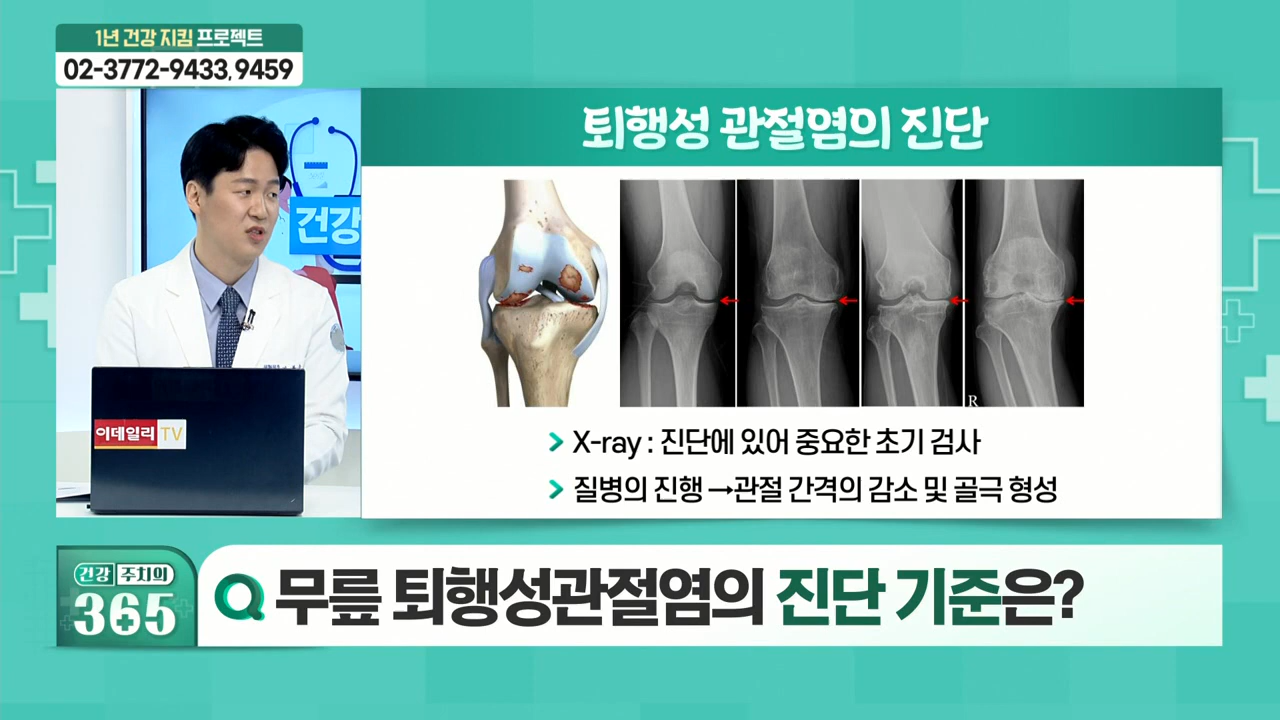 1년 건강 지킴 프로젝트
02-3772-9433, 9459
퇴행성 관절염의 진단
건강
R
이데일리 TV
X-ray : 진단에 있어 중요한 초기 검사
질병의 진행 →관절 간격의 감소 및 골극 형성
건강 주치의
365
Q 무릎 퇴행성관절염의 진단 기준은?